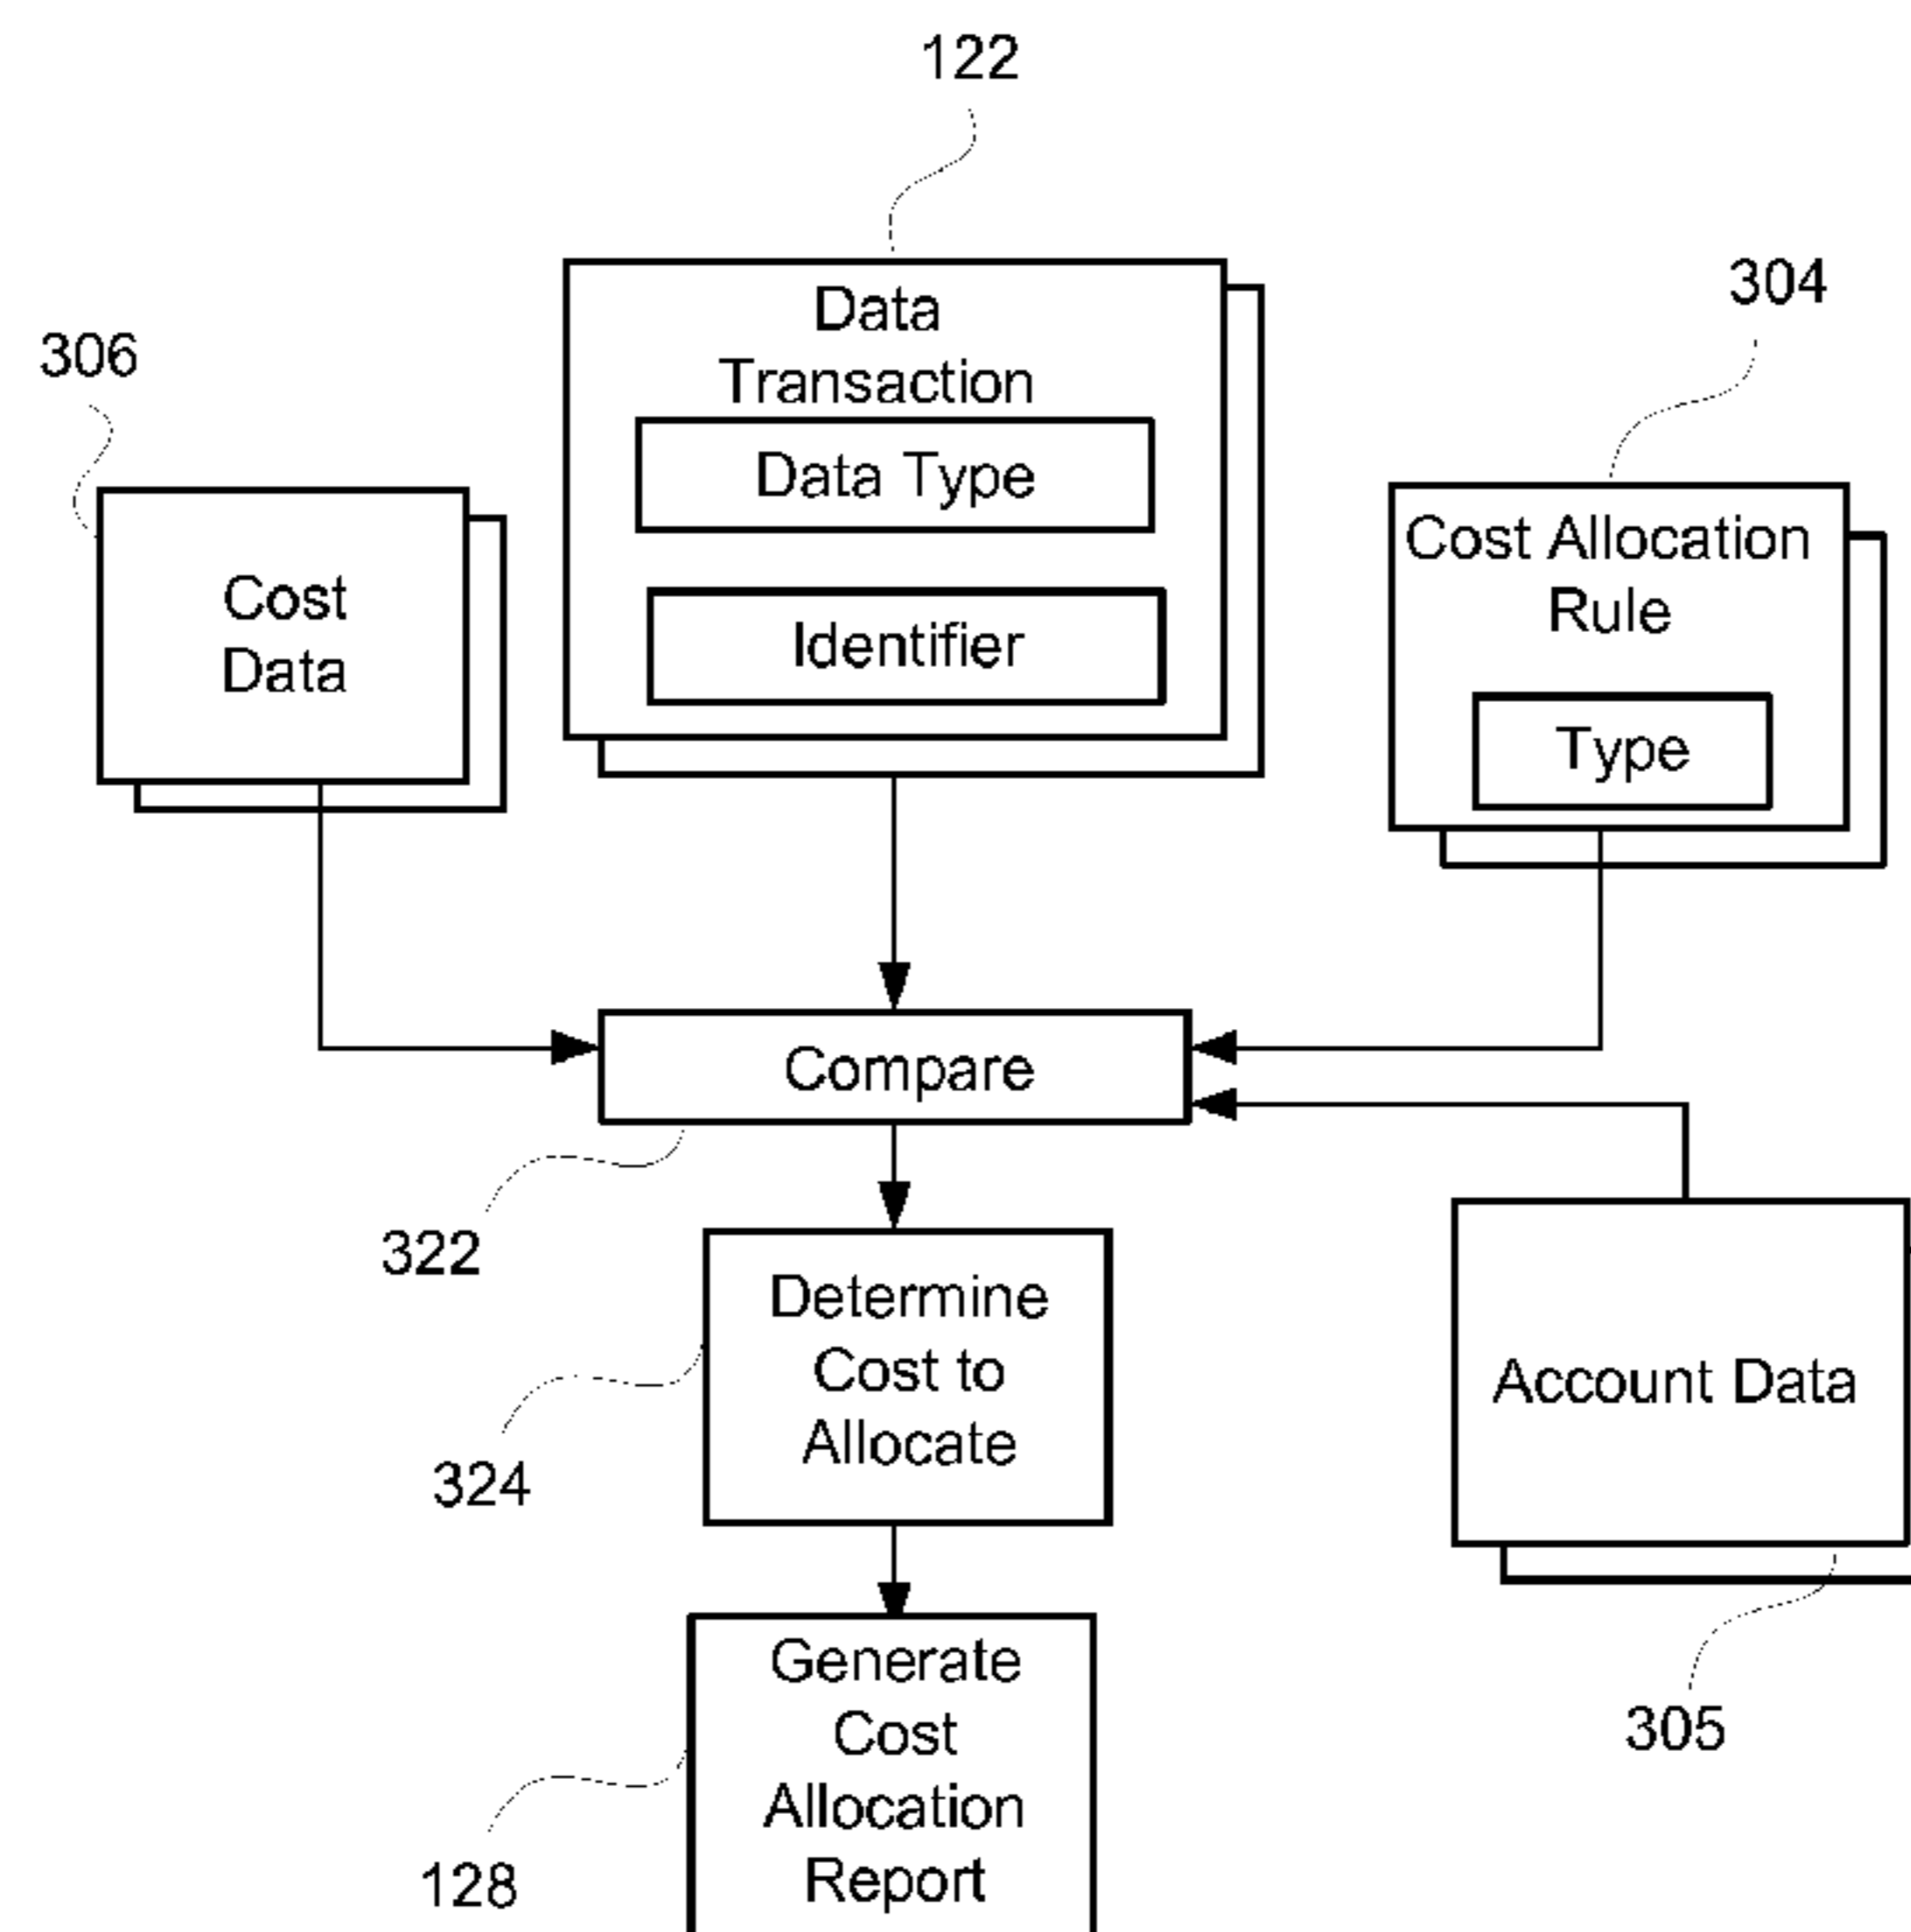 122
304
306
Data
Transaction
Data Type
Identifier
Cost
Data
Cost Allocation
Rule
Type
Compare
322
Determine
Cost to
Allocate
324
Account Data
305
Generate
Cost
Allocation
Report
128